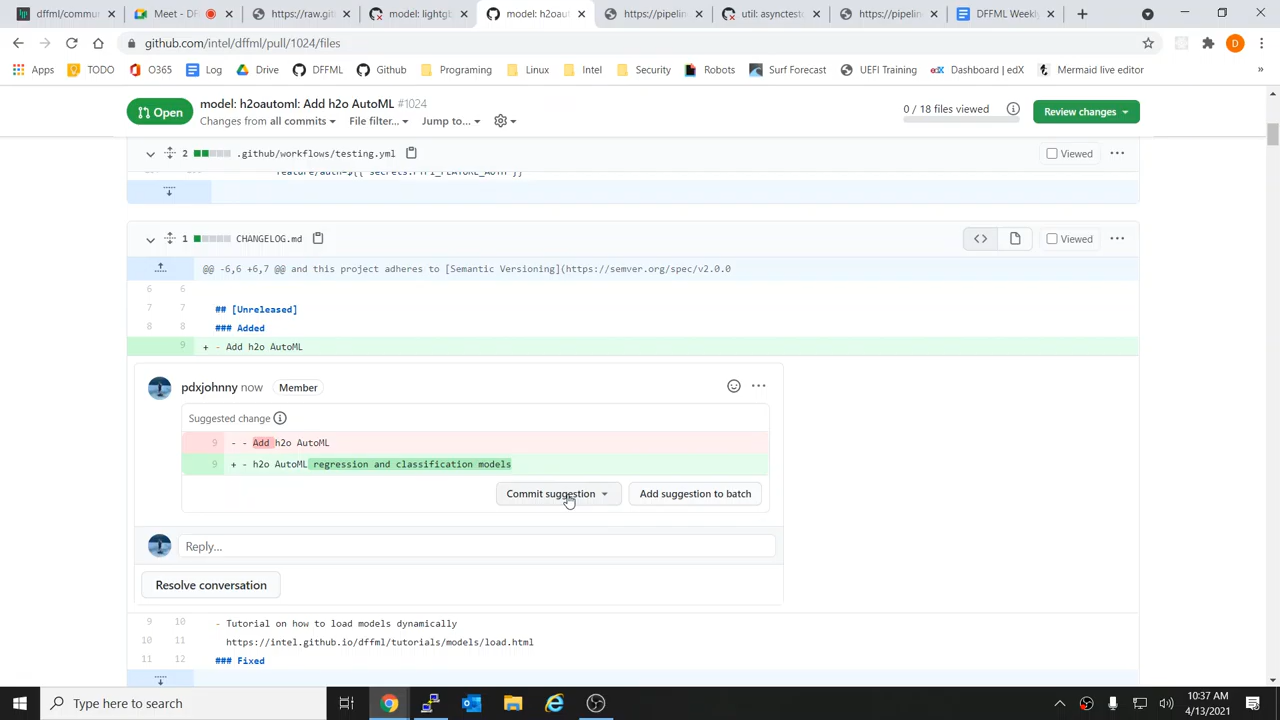 dffml/commu
Meet - D
https://raw.gi
model: lightg
model: h2oau
https://pipelin
util: asynctest
https://pipelin
DFFML Weekly
github.com/intel/dffml/pull/1024/files
D
Apps TODO O365 Log Drive DFFML Github Programing Linux Intel Security Robots Surf Forecast UEFI Training Dashboard | edX Mermaid live editor »
Open
model: h2oautoml: Add h2o AutoML #1024
Changes from all commits File filter... Jump to...
0 / 18 files viewed
Review changes
2 .github/workflows/testing.yml
Viewed
1 CHANGELOG.md
Viewed
@@ -6,6 +6,7 @@ and this project adheres to [Semantic Versioning](https://semver.org/spec/v2.0.0
6 6
7 7 ## [Unreleased]
8 8 ### Added
9 + - Add h2o AutoML
pdxjohnny now Member
Suggested change
9 - - Add h2o AutoML
9 + - h2o AutoML regression and classification models
Commit suggestion
Add suggestion to batch
Reply...
Resolve conversation
9 10 - Tutorial on how to load models dynamically
10 11 https://intel.github.io/dffml/tutorials/models/load.html
11 12 ### Fixed
Type here to search
10:37 AM
4/13/2021